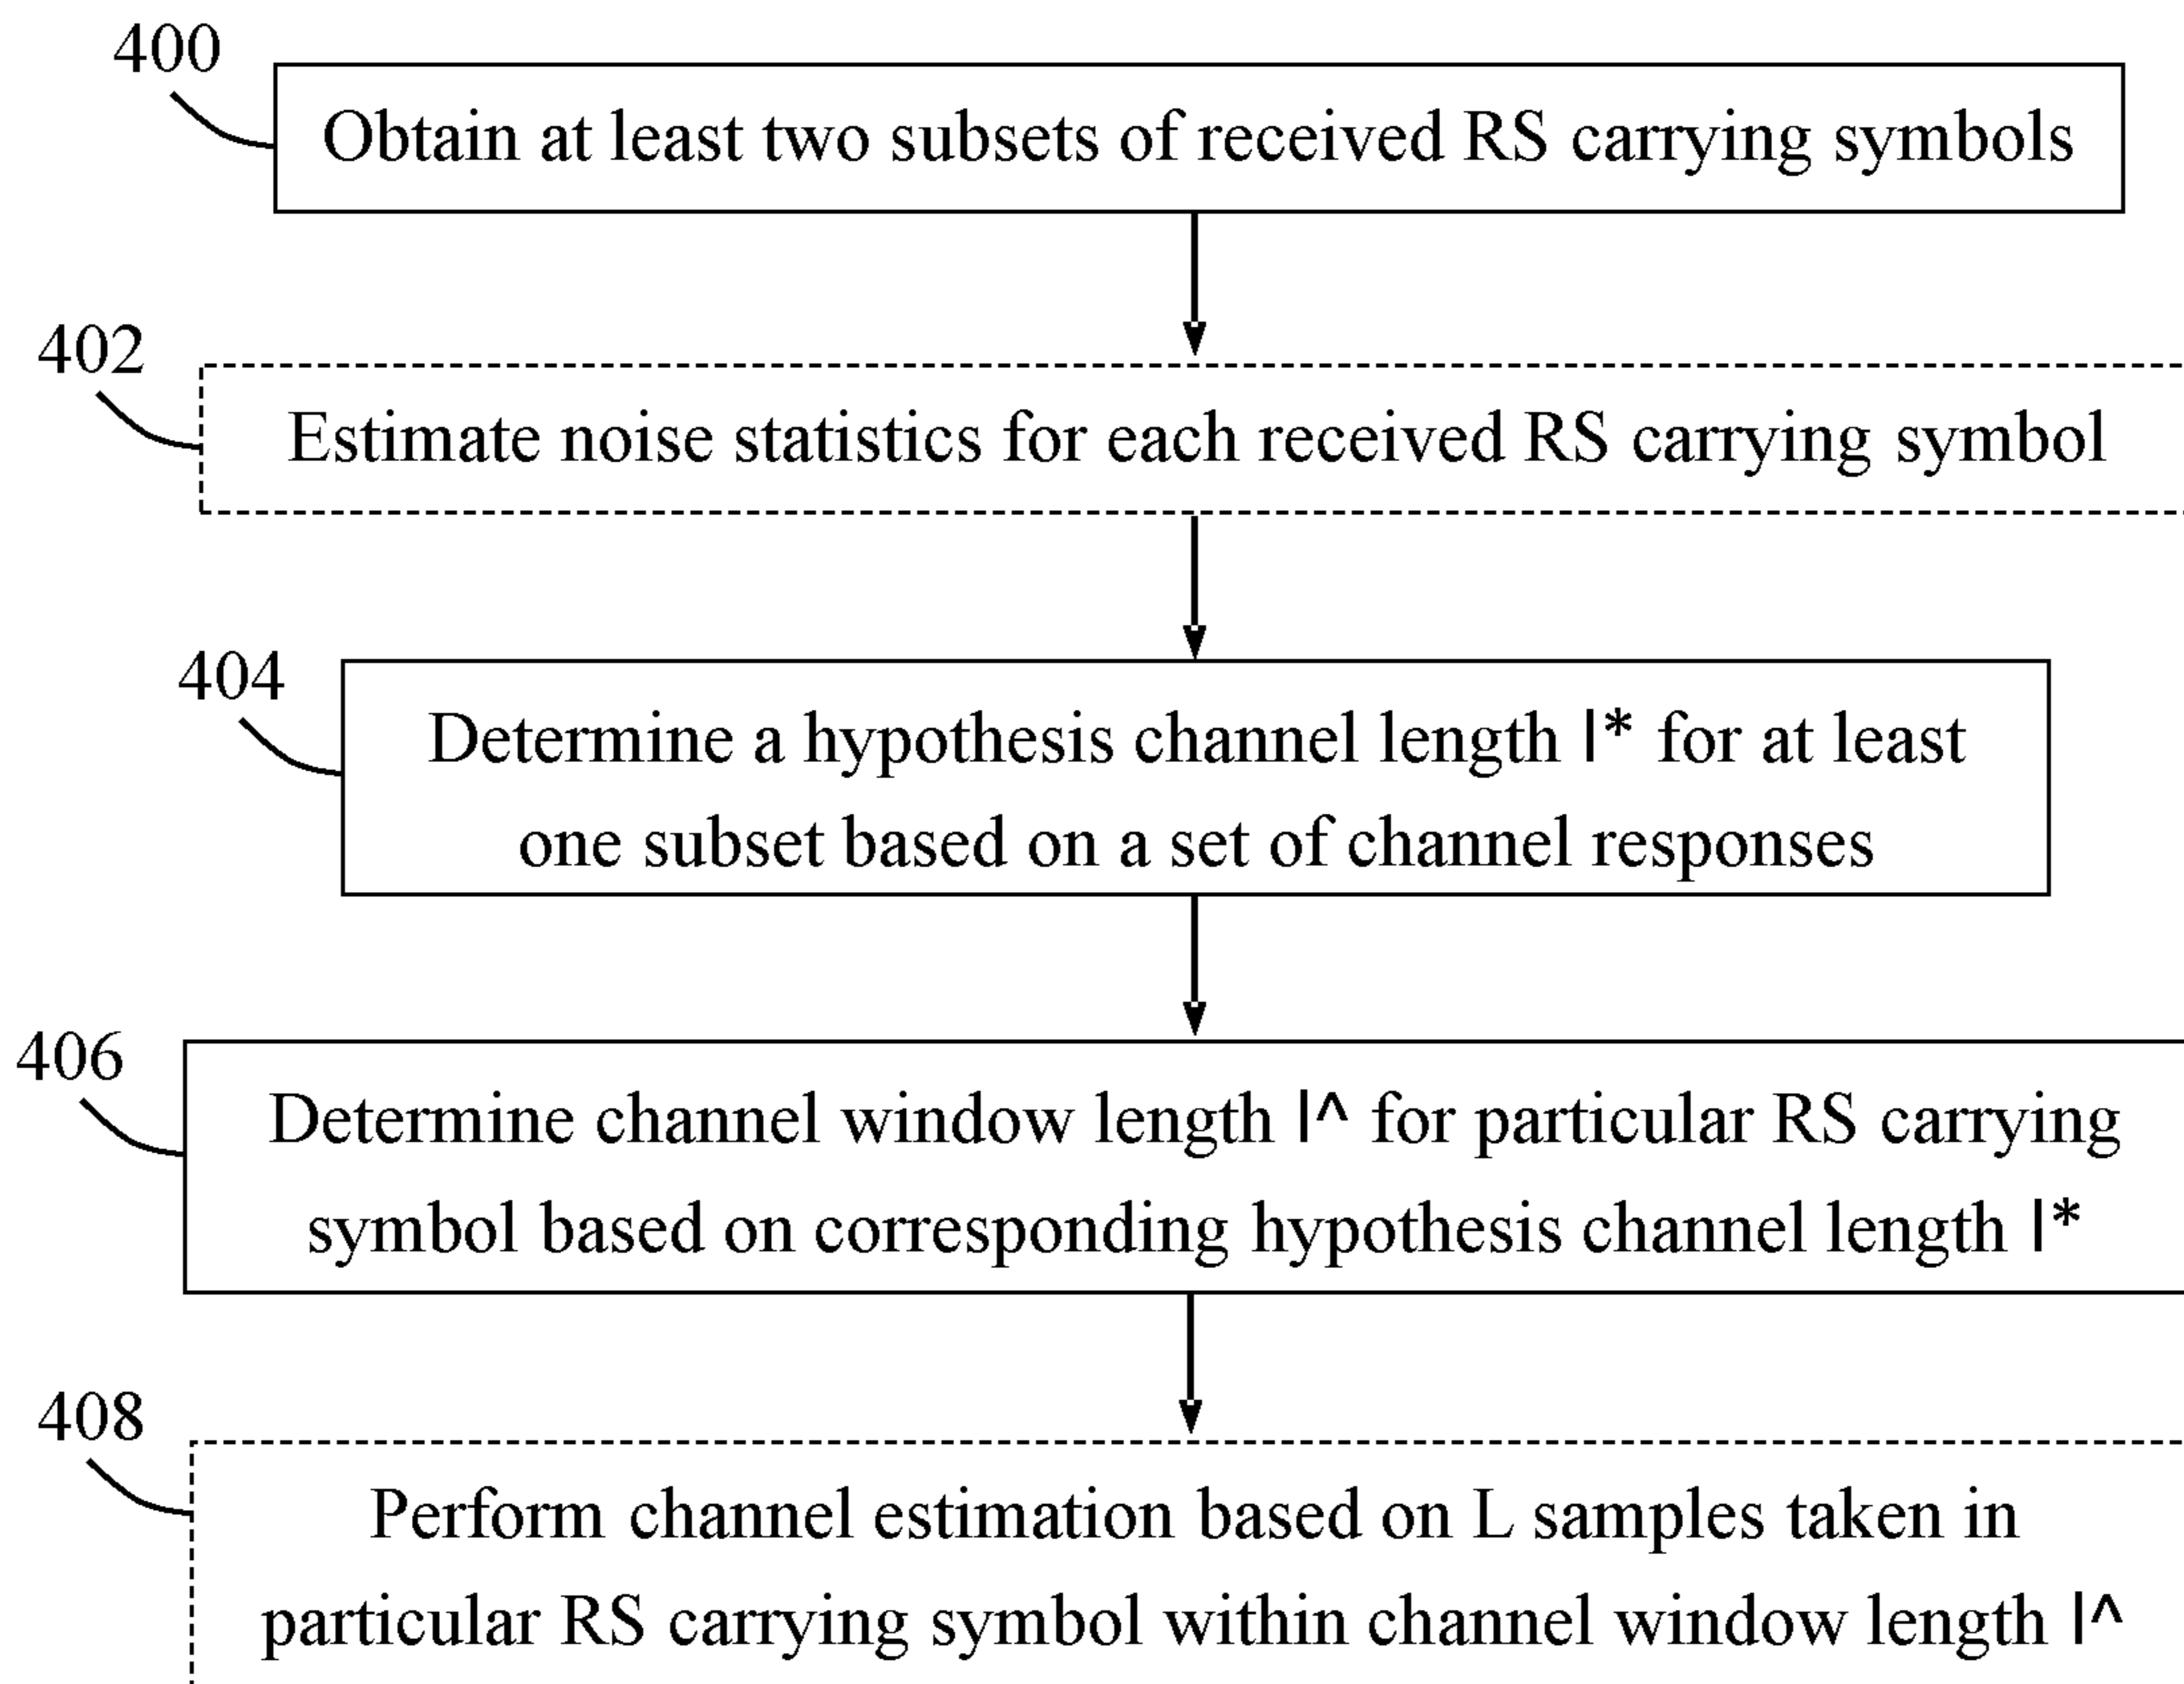 400
Obtain at least two subsets of received RS carrying symbols
402
Estimate noise statistics for each received RS carrying symbol
404
Determine a hypothesis channel length l* for at least
one subset based on a set of channel responses
406
Determine channel window length l^ for particular RS carrying
symbol based on corresponding hypothesis channel length l*
408
Perform channel estimation based on L samples taken in
particular RS carrying symbol within channel window length l^